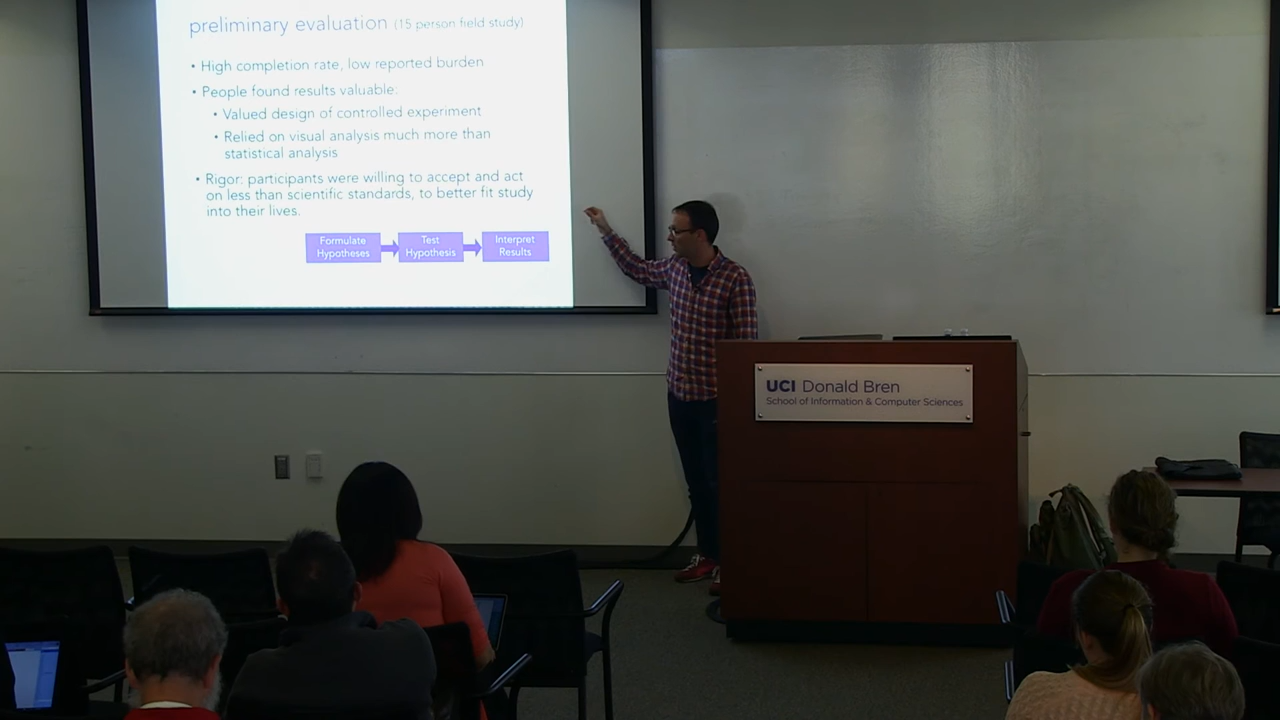 preliminary evaluation (15 person field study)
• High completion rate, low reported burden
• People found results valuable:
• Valued design of controlled experiment
• Relied on visual analysis much more than
statistical analysis
• Rigor: participants were willing to accept and act
on less than scientific standards, to better fit study
into their lives.
Formulate
Hypotheses
Test
Hypothesis
Interpret
Results
UCI Donald Bren
School of Information & Computer Sciences